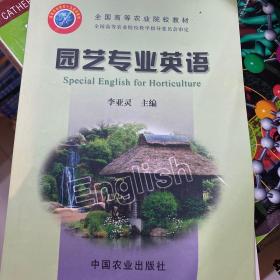 全国高等农业院校教材
全国高等农业院校教学指导委员会审定
园艺专业英语
Special English for Horticulture
李亚灵 主编
English
中国农业出版社
CATHER